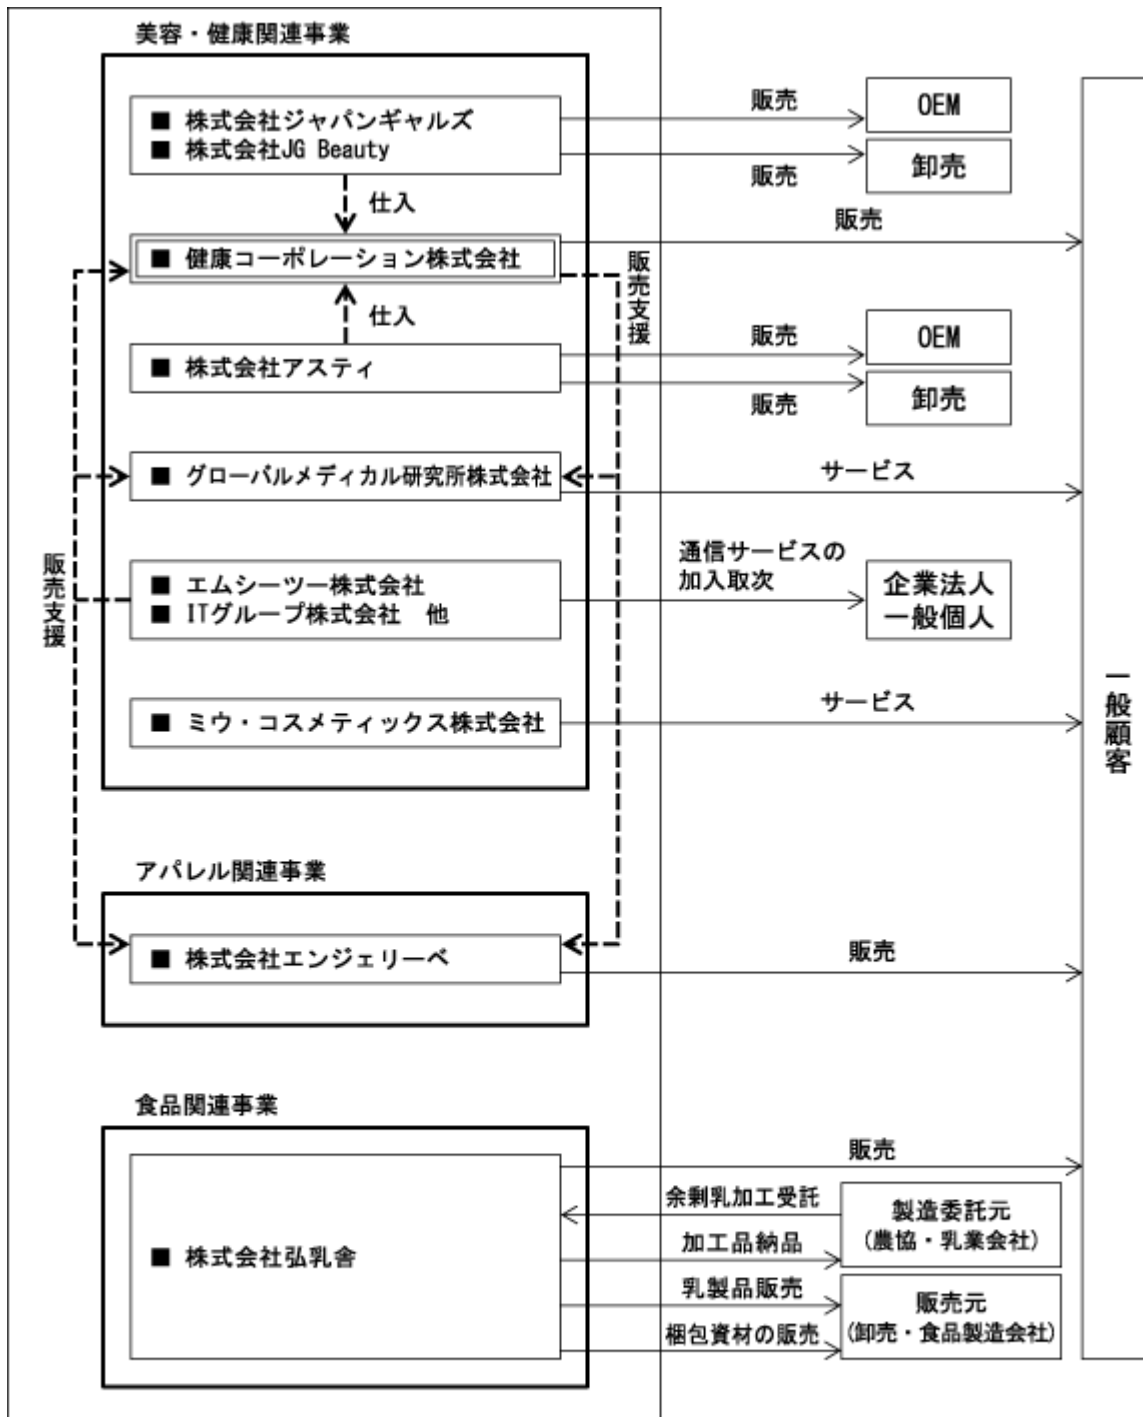 美容・健康関連事業
■ 株式会社ジャパンギャルズ
■ 株式会社JG Beauty
販売
OEM
販売
卸売
仕入
■ 健康コーポレーション株式会社
販売
販売支援
仕入
■ 株式会社アスティ
販売
OEM
販売
卸売
■ グローバルメディカル研究所株式会社
サービス
販売支援
■ エムシーツー株式会社
■ ITグループ株式会社 他
通信サービスの
加入取次
企業法人
一般個人
■ ミウ・コスメティックス株式会社
サービス
一般顧客
アパレル関連事業
■ 株式会社エンジェリーベ
販売
食品関連事業
■ 株式会社弘乳舎
販売
余剰乳加工受託
加工品納品
製造委託元
(農協・乳業会社)
乳製品販売
梱包資材の販売
販売元
(卸売・食品製造会社)